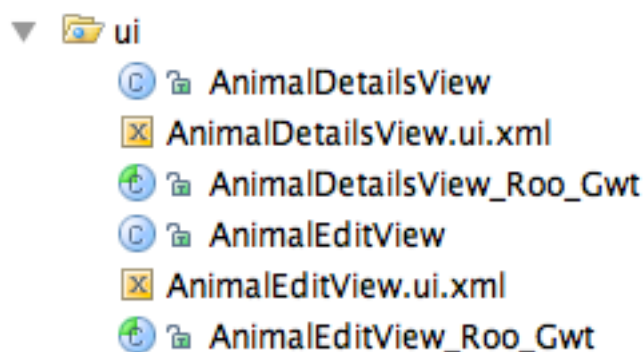 ui
AnimalDetailsView
AnimalDetailsView.ui.xml
AnimalDetailsView_Roo_Gwt
AnimalEditView
AnimalEditView.ui.xml
AnimalEditView_Roo_Gwt